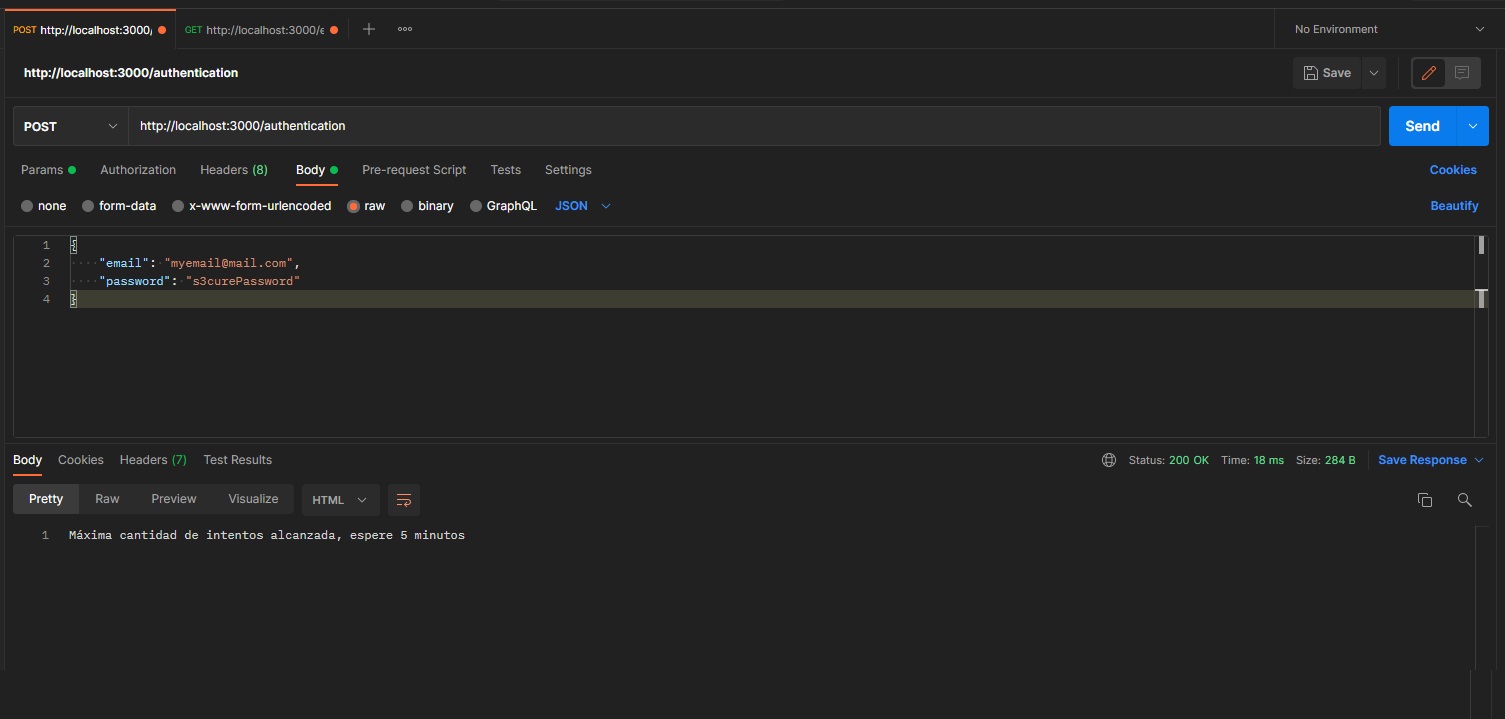 POST http://localhost:3000/ GET http://localhost:3000/e No Environment
http://localhost:3000/authentication Save
POST http://localhost:3000/authentication Send
Params Authorization Headers (8) Body Pre-request Script Tests Settings Cookies
none form-data x-www-form-urlencoded raw binary GraphQL JSON Beautify
1 {
2 "email": "myemail@mail.com",
3 "password": "s3curePassword"
4 }
Body Cookies Headers (7) Test Results Status: 200 OK Time: 18 ms Size: 284 B Save Response
Pretty Raw Preview Visualize HTML
1 Máxima cantidad de intentos alcanzada, espere 5 minutos